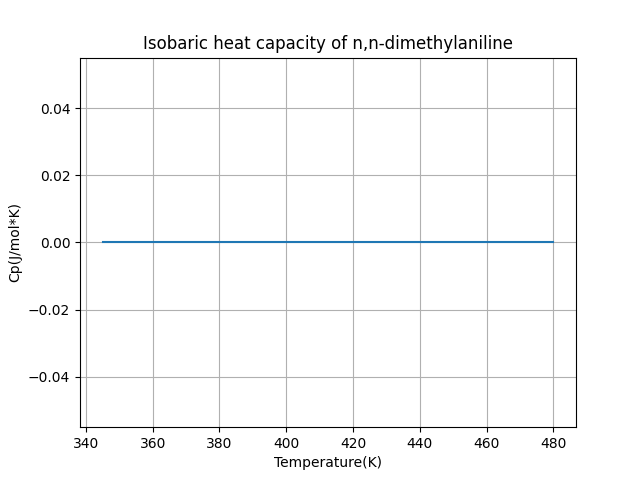 Isobaric heat capacity of n,n-dimethylaniline
0.04
0.02
0.00
−0.02
−0.04
Cp(J/mol*K)
340 360 380 400 420 440 460 480
Temperature(K)